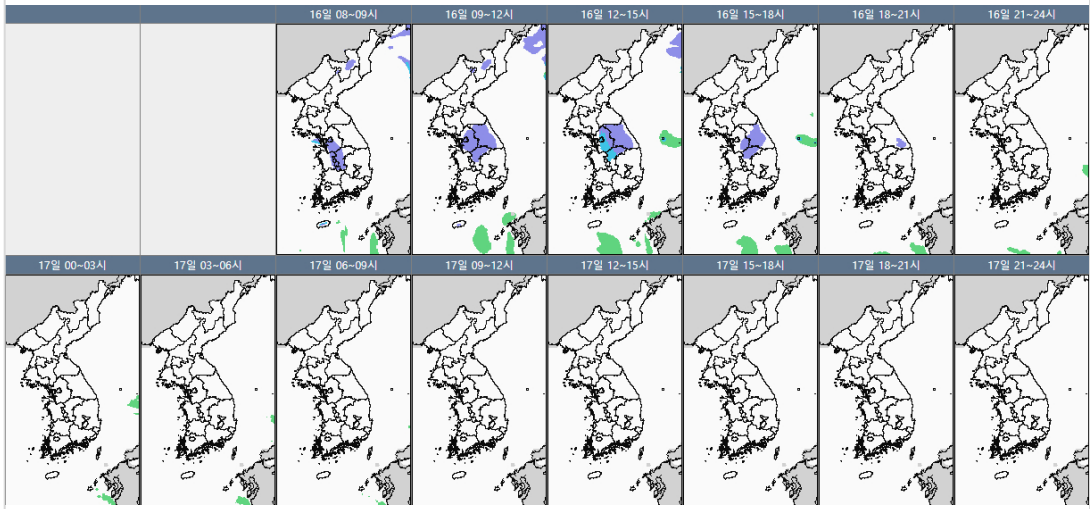 16일 08~09시
16일 09~12시
16일 12~15시
16일 15~18시
16일 18~21시
16일 21~24시
17일 00~03시
17일 03~06시
17일 06~09시
17일 09~12시
17일 12~15시
17일 15~18시
17일 18~21시
17일 21~24시